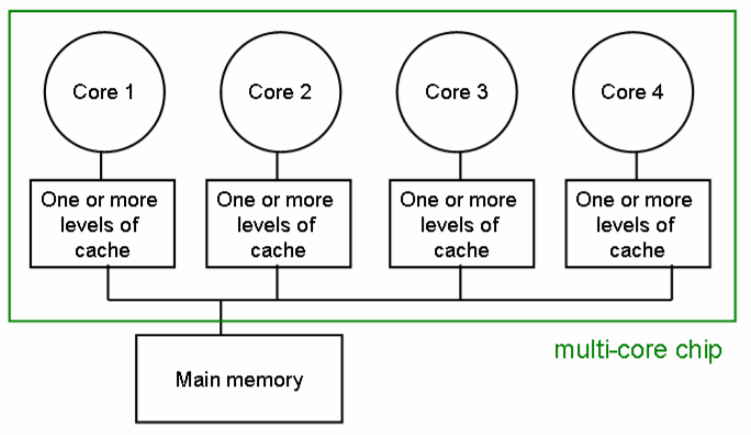 Core 1
Core 2
Core 3
Core 4
One or more
levels of
cache
One or more
levels of
cache
One or more
levels of
cache
One or more
levels of
cache
multi-core chip
Main memory